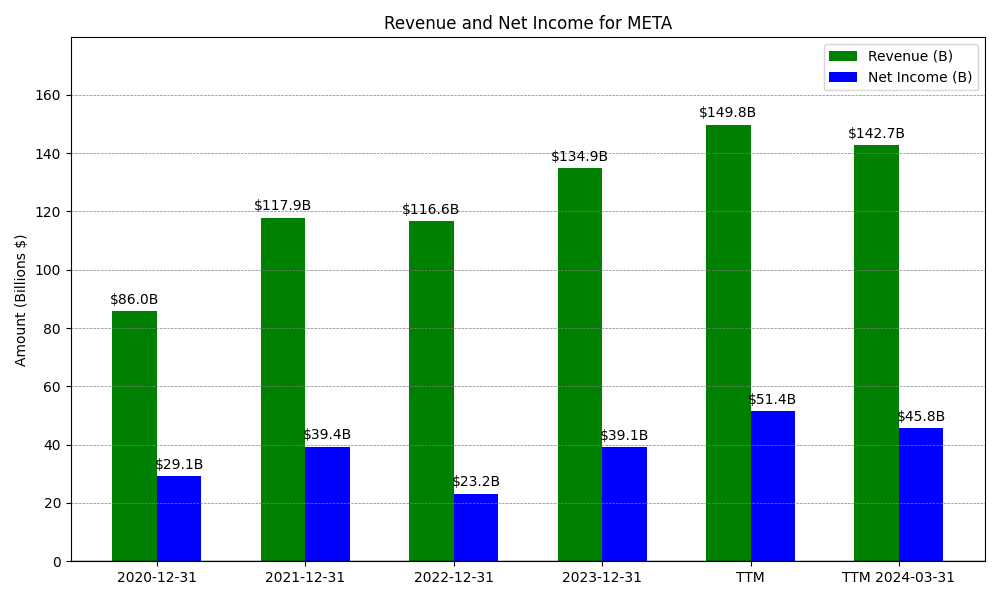 Revenue and Net Income for META
Revenue (B)
Net Income (B)
Amount (Billions $)
160
140
120
100
80
60
40
20
0
$86.0B
$29.1B
$117.9B
$39.4B
$116.6B
$23.2B
$134.9B
$39.1B
$149.8B
$51.4B
$142.7B
$45.8B
2020-12-31
2021-12-31
2022-12-31
2023-12-31
TTM
TTM 2024-03-31